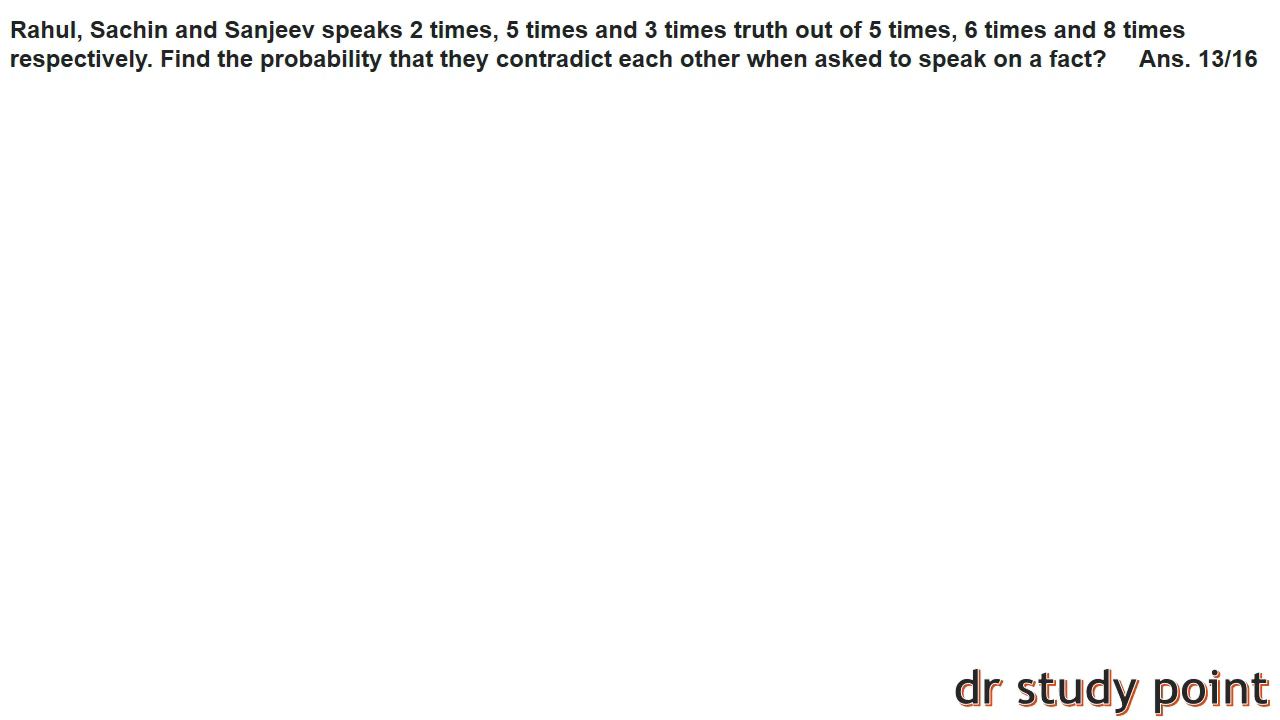 Rahul, Sachin and Sanjeev speaks 2 times, 5 times and 3 times truth out of 5 times, 6 times and 8 times
respectively. Find the probability that they contradict each other when asked to speak on a fact? Ans. 13/16
dr study point